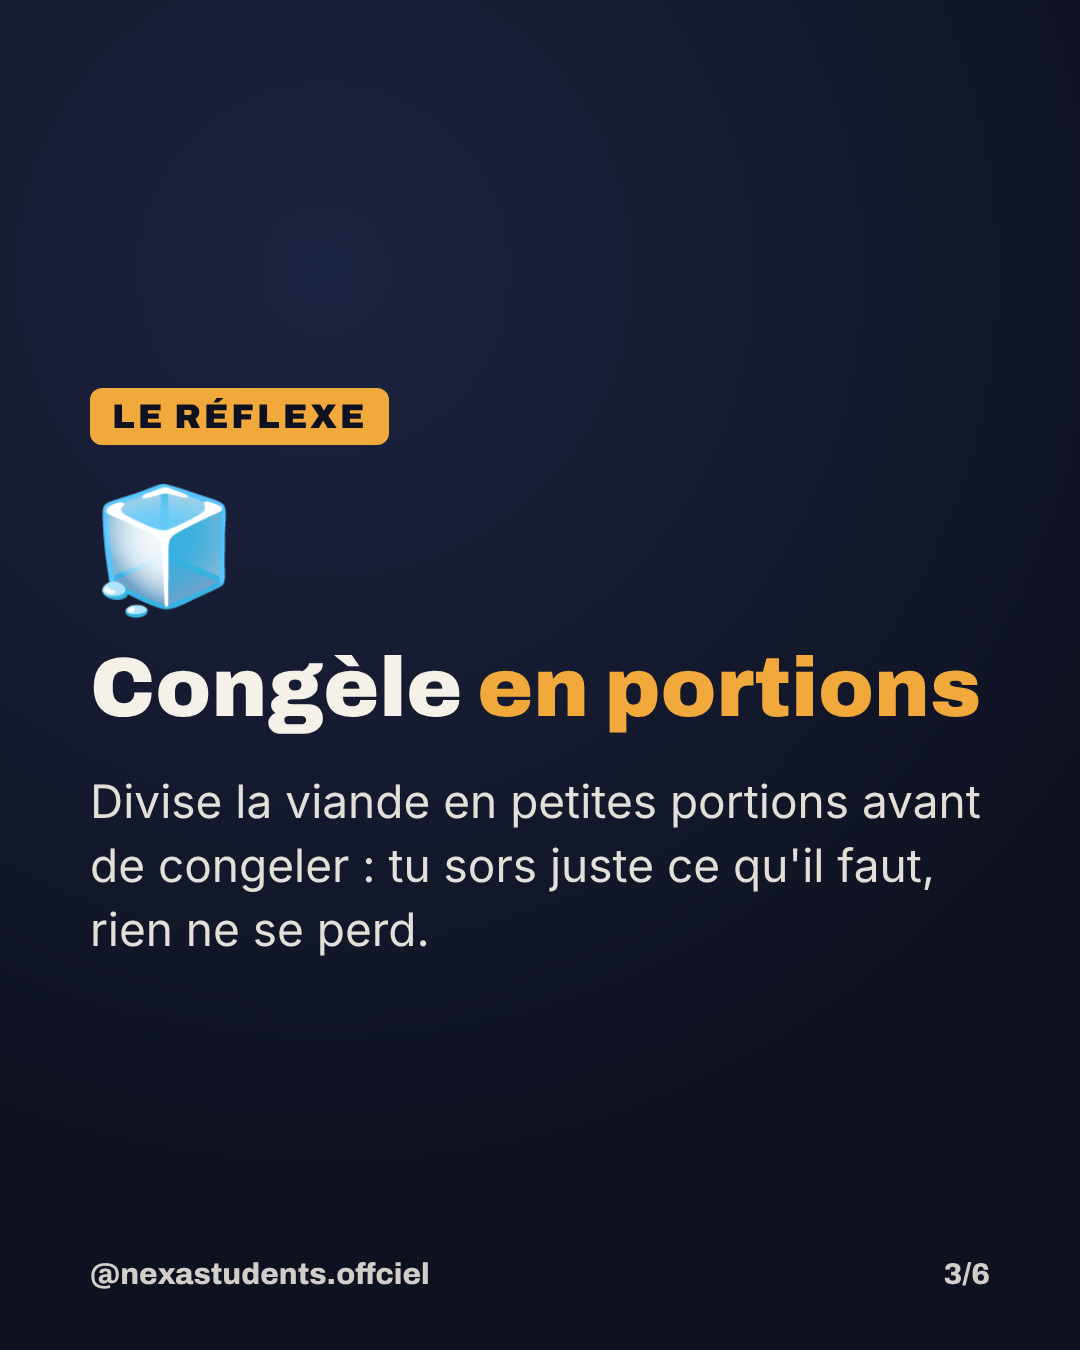 LE RÉFLEXE
Congèle en portions
Divise la viande en petites portions avant
de congeler : tu sors juste ce qu'il faut,
rien ne se perd.
@nexastudents.offciel
3/6